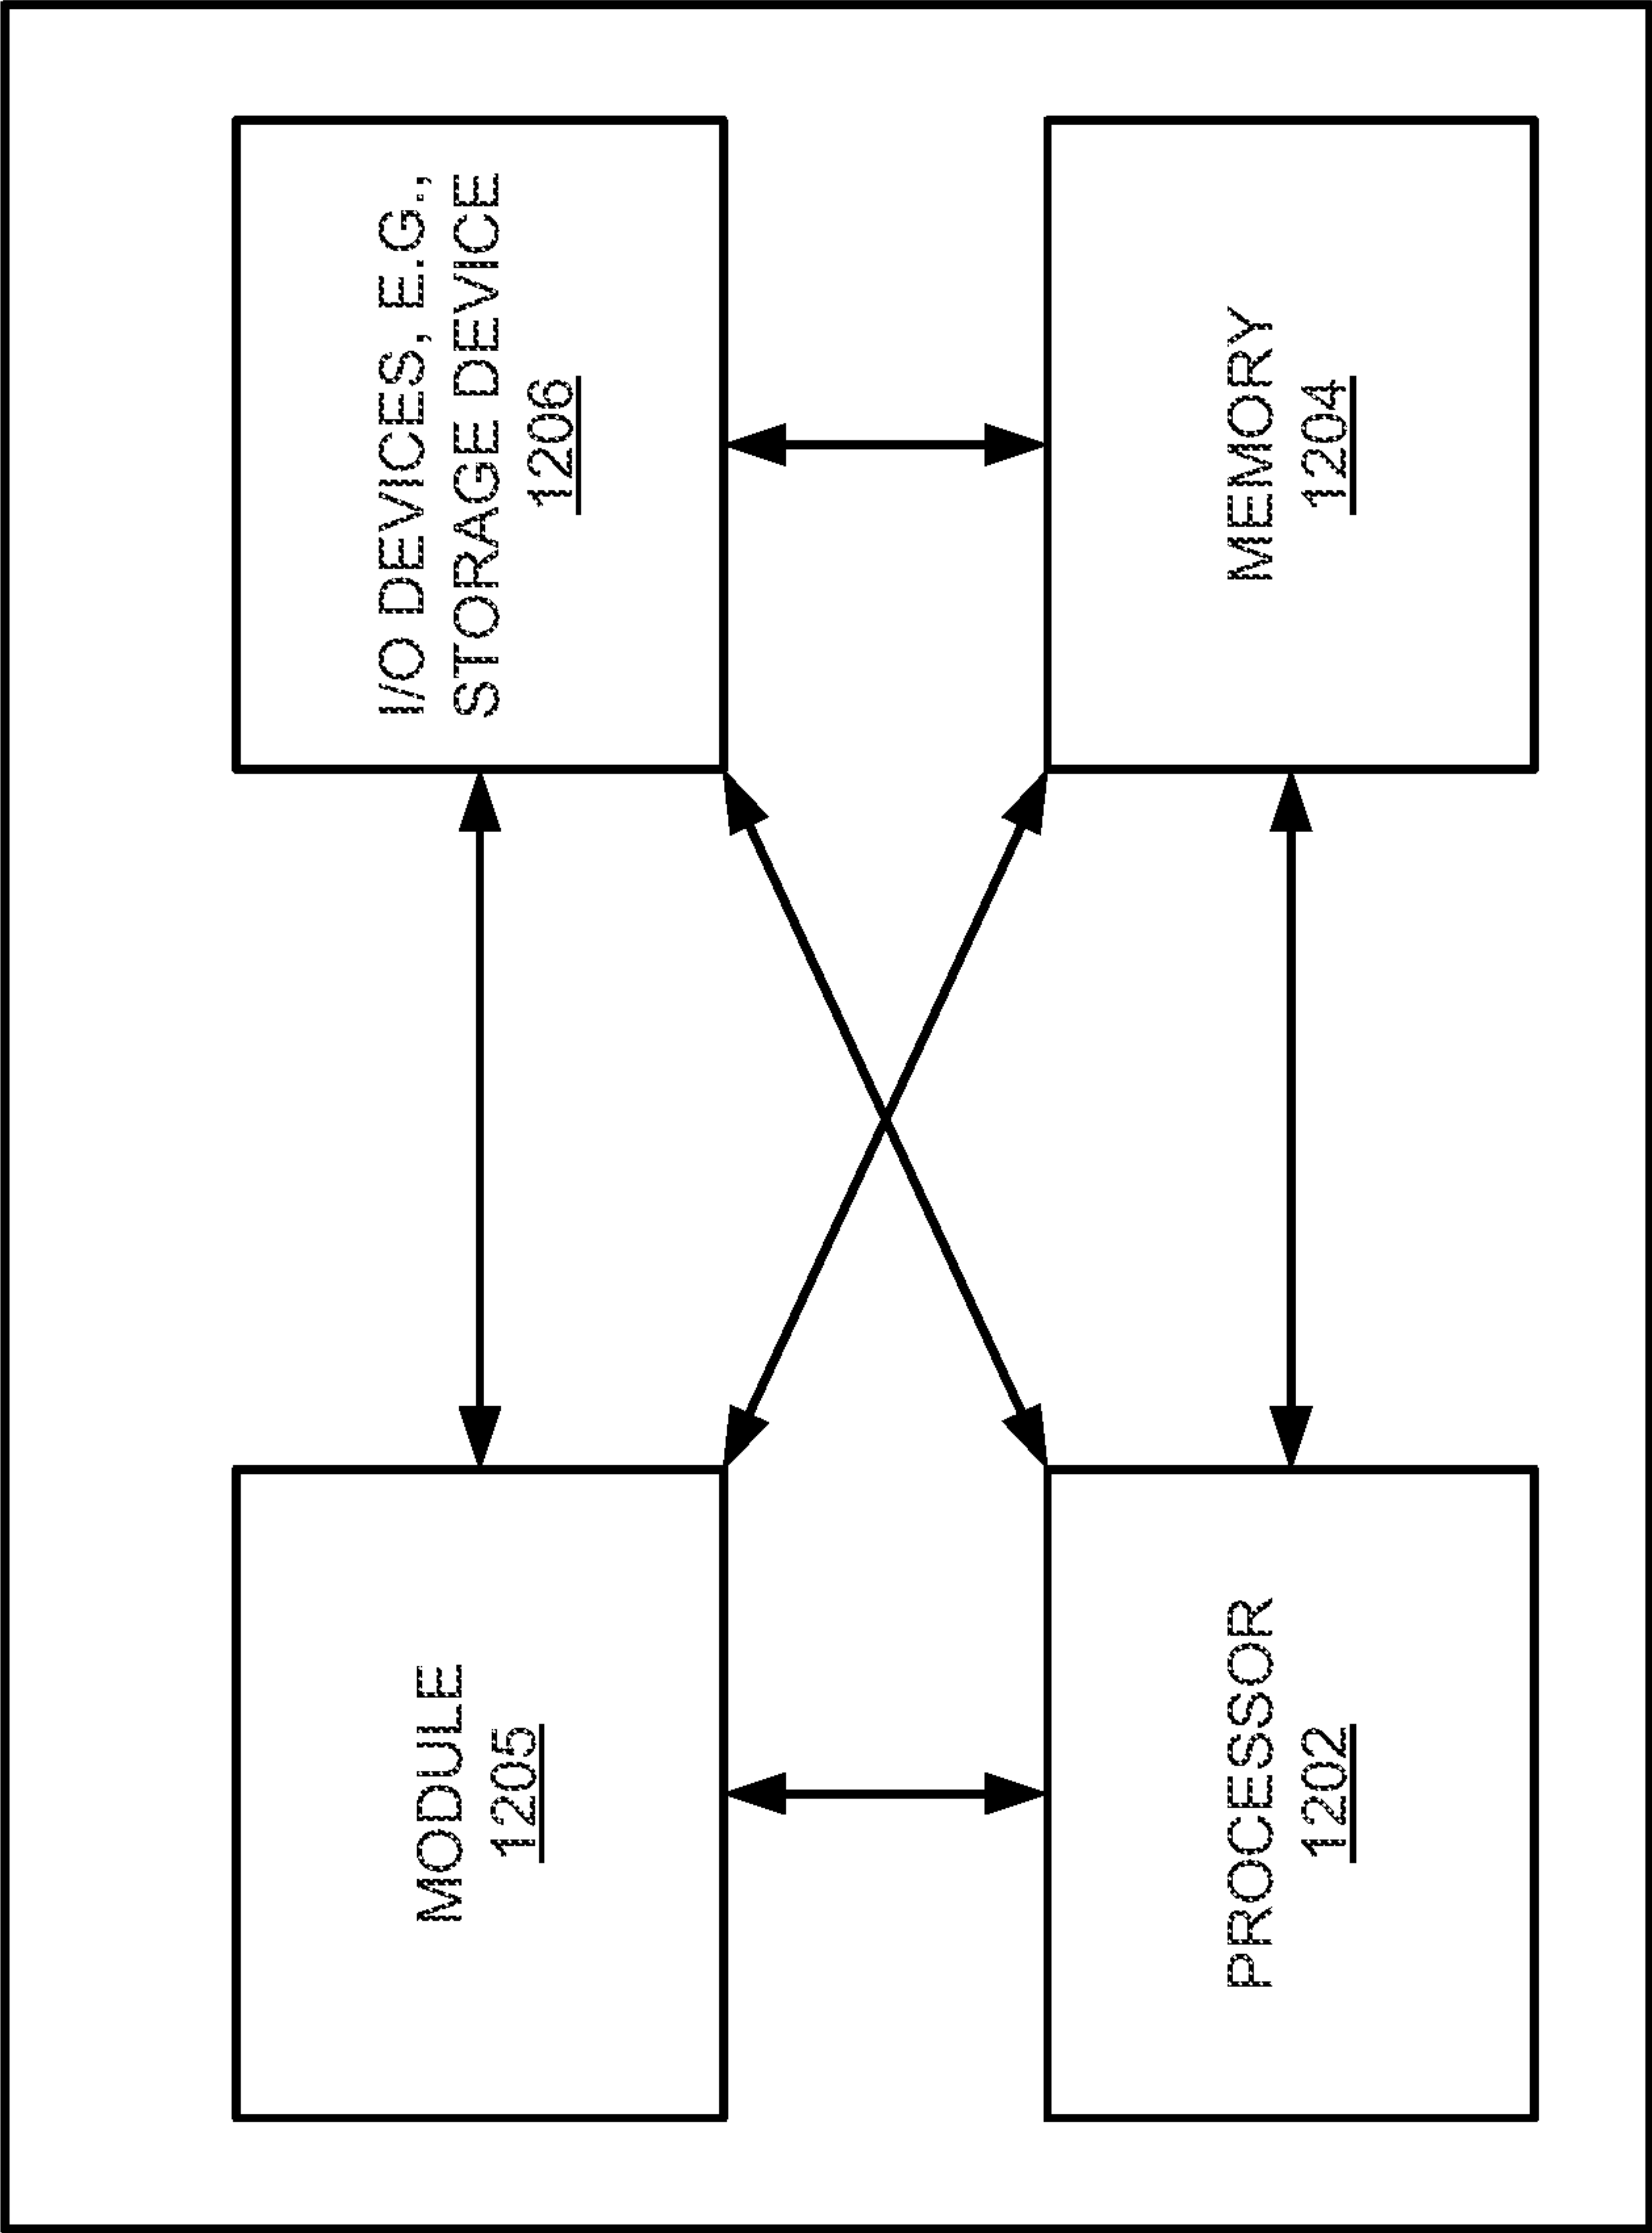 MODULE
1205
I/O DEVICES, E.G.,
STORAGE DEVICE
1206
PROCESSOR
1202
MEMORY
1204